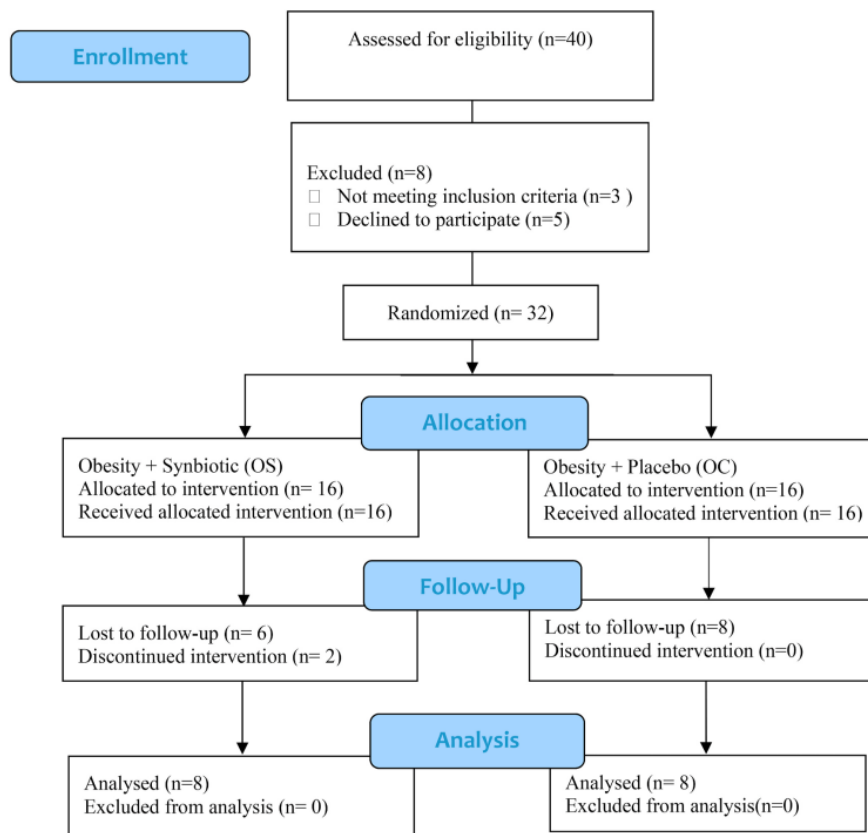 Enrollment
Assessed for eligibility (n=40)
Excluded (n=8)
□ Not meeting inclusion criteria (n=3 )
□ Declined to participate (n=5)
Randomized (n= 32)
Allocation
Obesity + Synbiotic (OS)
Allocated to intervention (n= 16)
Received allocated intervention (n=16)
Obesity + Placebo (OC)
Allocated to intervention (n=16)
Received allocated intervention (n= 16)
Follow-Up
Lost to follow-up (n= 6)
Discontinued intervention (n= 2)
Lost to follow-up (n=8)
Discontinued intervention (n=0)
Analysis
Analysed (n=8)
Excluded from analysis (n= 0)
Analysed (n= 8)
Excluded from analysis(n=0)